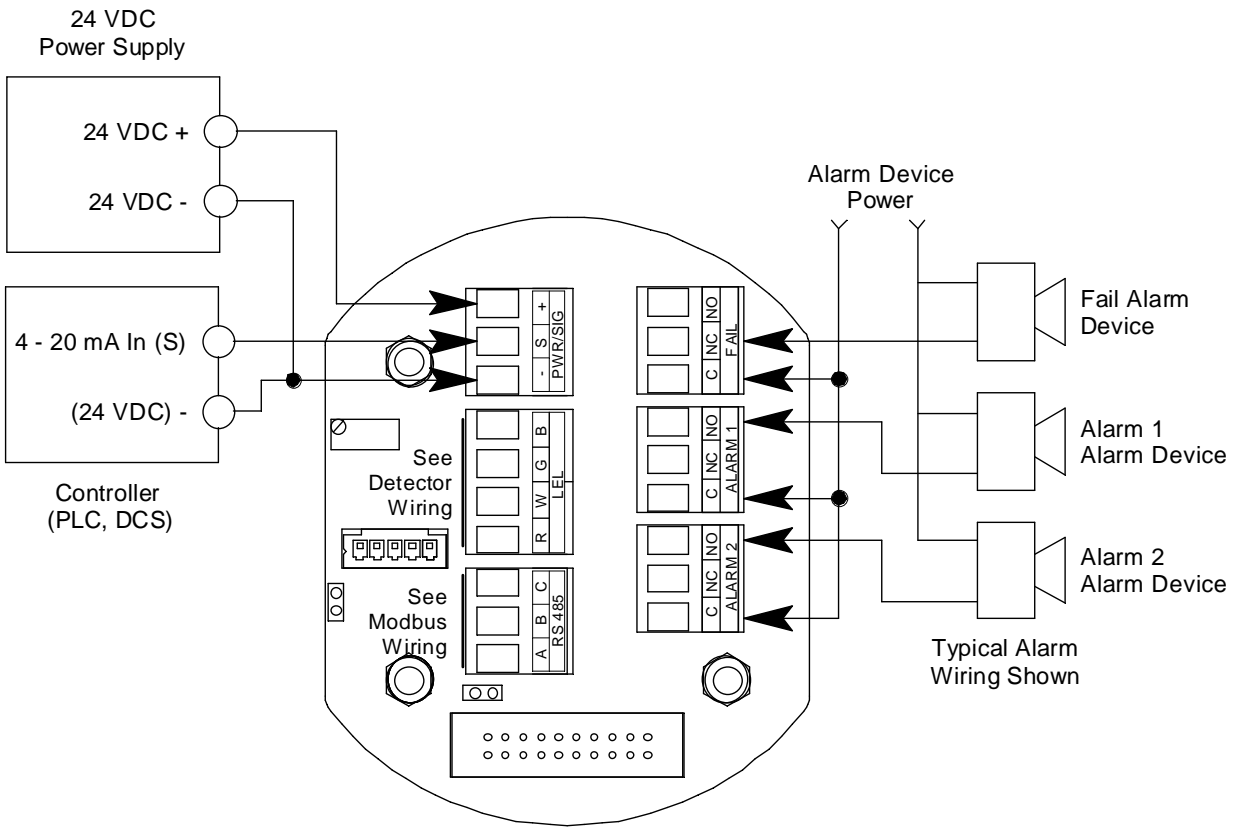 24 VDC
Power Supply
24 VDC +
24 VDC -
4 - 20 mA In (S)
(24 VDC) -
Controller
(PLC, DCS)
+
S
-
PWR/SIG
See
Detector
Wiring
B
G
W
R
LEL
See
Modbus
Wiring
C
B
A
RS 485
Alarm Device
Power
NO
NC
C
FAIL
NO
NC
C
ALARM 1
NO
NC
C
ALARM 2
Fail Alarm
Device
Alarm 1
Alarm Device
Alarm 2
Alarm Device
Typical Alarm
Wiring Shown